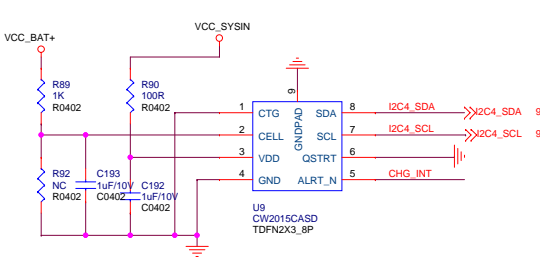 VCC_SYSIN
VCC_BAT+
R89
1K
R0402
R90
100R
R0402
9
1 CTG GNDPAD SDA 8 I2C4_SDA I2C4_SDA 9
2 CELL SCL 7 I2C4_SCL I2C4_SCL 9
3 VDD QSTRT 6
4 GND ALRT_N 5 CHG_INT
R92
NC
R0402
C193
1uF/10V
C0402
C192
1uF/10V
C0402
U9
CW2015CASD
TDFN2X3_8P